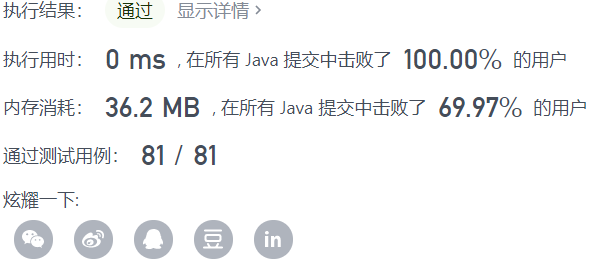 执行结果： 通过 显示详情 >
执行用时： 0 ms , 在所有 Java 提交中击败了 100.00% 的用户
内存消耗： 36.2 MB , 在所有 Java 提交中击败了 69.97% 的用户
通过测试用例： 81 / 81
炫耀一下:
豆 in